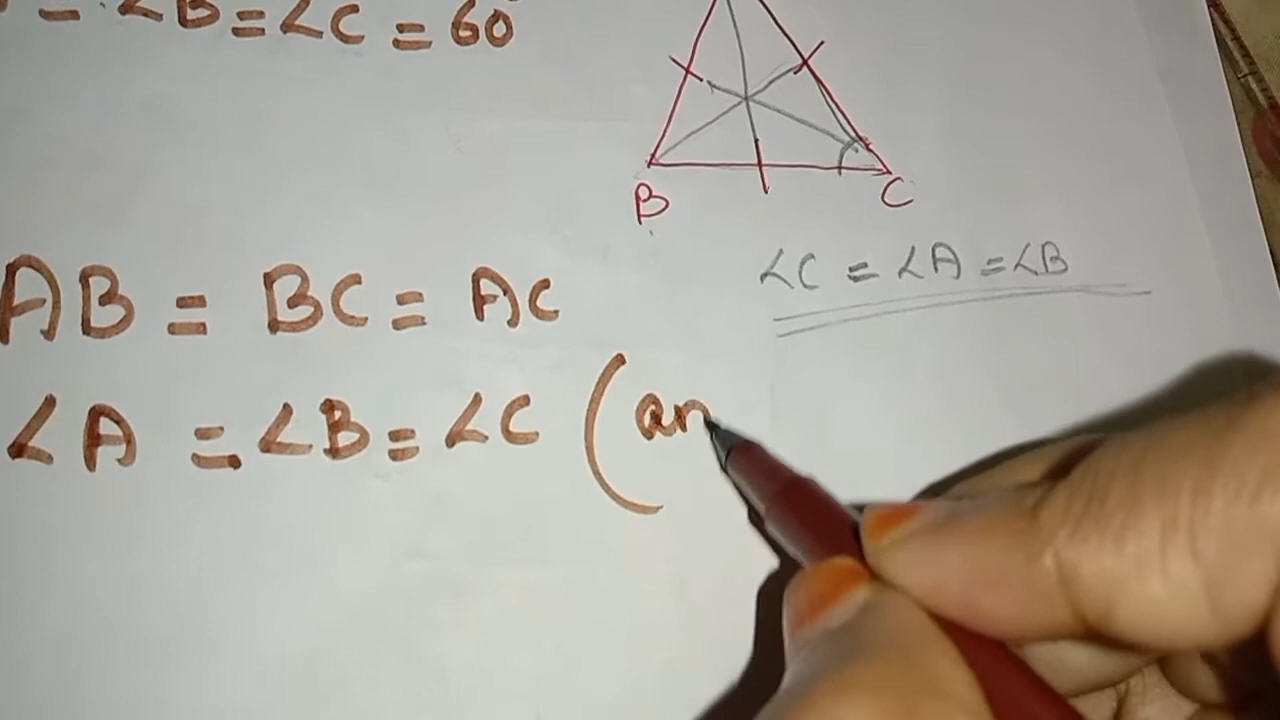 = ∠B = ∠C = 60°
B
C
∠C = ∠A = ∠B
AB = BC = AC
∠A = ∠B = ∠C (an